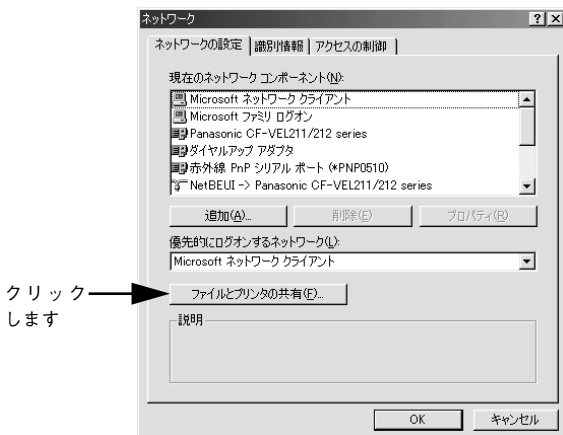 ネットワーク
ネットワークの設定 識別情報 アクセスの制御
現在のネットワーク コンポーネント(N):
Microsoft ネットワーク クライアント
Microsoft ファミリ ログオン
Panasonic CF-VEL211/212 series
ダイヤルアップ アダプタ
赤外線 PnP シリアル ポート (*PNP0510)
NetBEUI -> Panasonic CF-VEL211/212 series
追加(A)... 削除(E) プロパティ(R)
優先的にログオンするネットワーク(L):
Microsoft ネットワーク クライアント
ファイルとプリンタの共有(F)...
クリック
します
説明
OK キャンセル